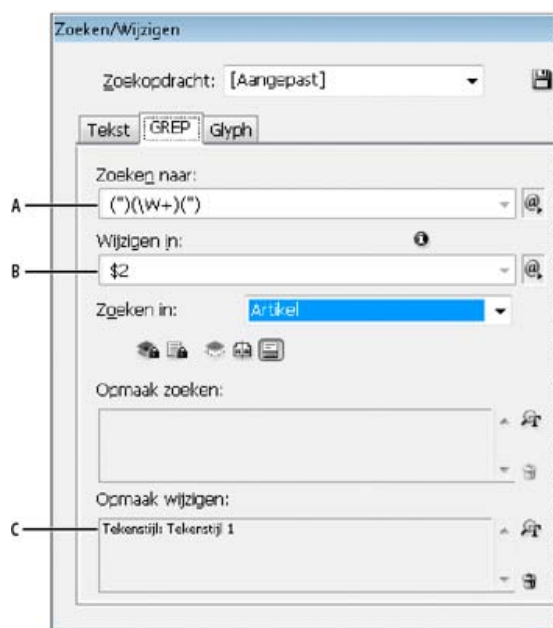 Zoeken/Wijzigen
Zoekopdracht: [Aangepast]
Tekst GREP Glyph
Zoeken naar:
A (")(\w+)(")
Wijzigen in:
B $2
Zoeken in: Artikel
Opmaak zoeken:
Opmaak wijzigen:
C Tekenstijl: Tekenstijl 1